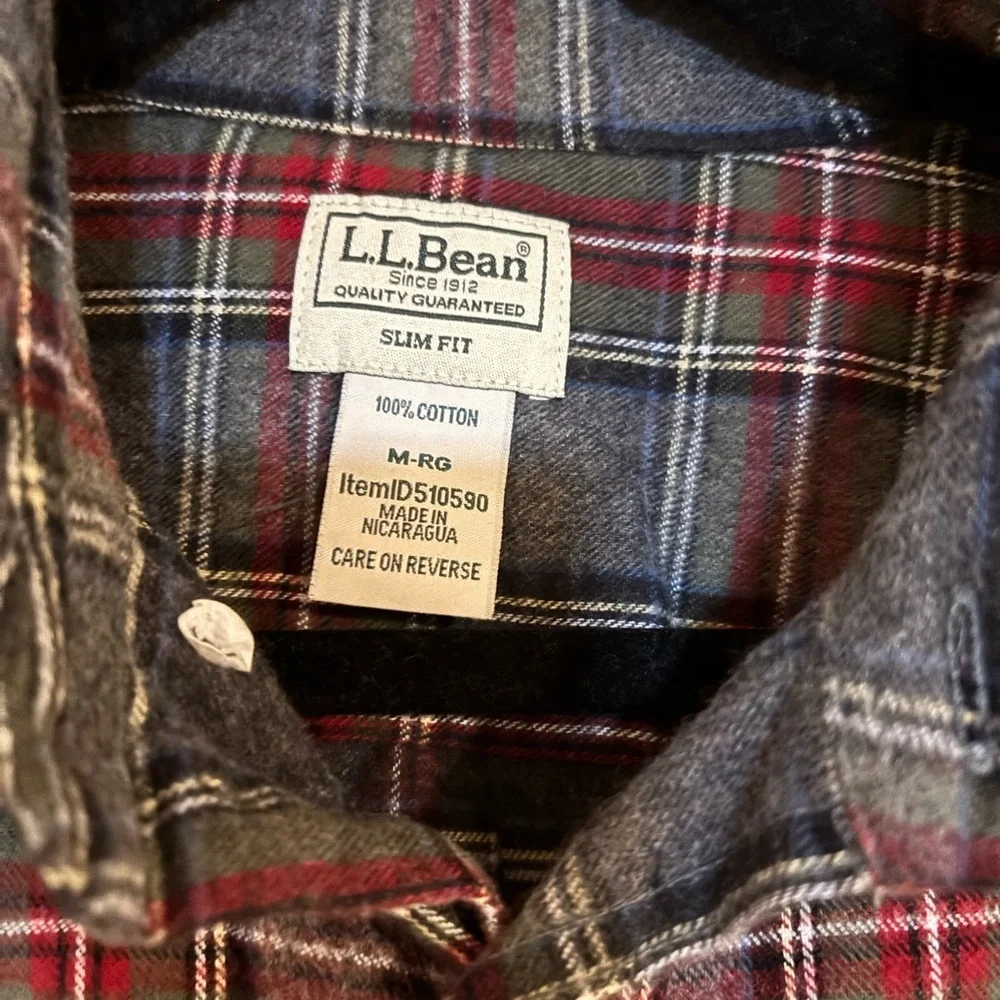 L.L.Bean®
Since 1912
QUALITY GUARANTEED
SLIM FIT
100% COTTON
M-RG
ItemID510590
MADE IN
NICARAGUA
CARE ON REVERSE